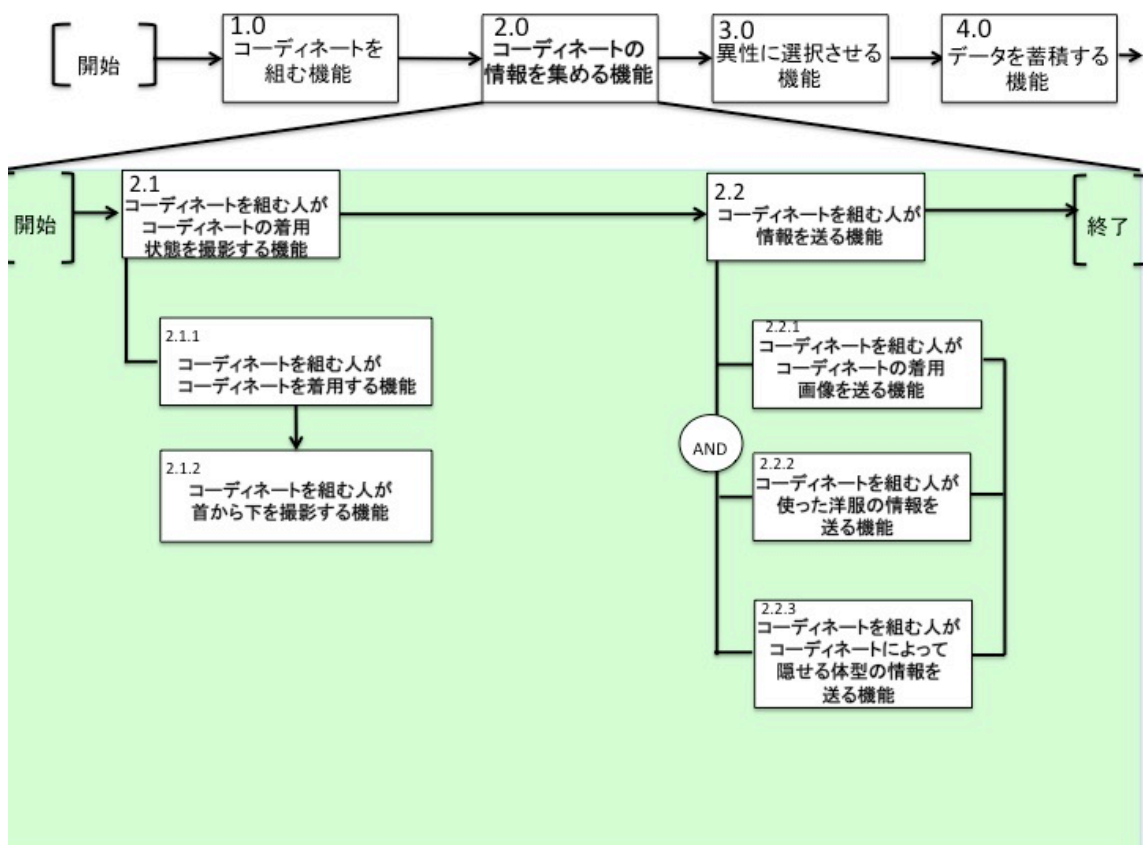 開始
1.0
コーディネートを
組む機能
2.0
コーディネートの
情報を集める機能
3.0
異性に選択させる
機能
4.0
データを蓄積する
機能
開始
2.1
コーディネートを組む人が
コーディネートの着用
状態を撮影する機能
2.2
コーディネートを組む人が
情報を送る機能
終了
2.1.1
コーディネートを組む人が
コーディネートを着用する機能
2.1.2
コーディネートを組む人が
首から下を撮影する機能
AND
2.2.1
コーディネートを組む人が
コーディネートの着用
画像を送る機能
2.2.2
コーディネートを組む人が
使った洋服の情報を
送る機能
2.2.3
コーディネートを組む人が
コーディネートによって
隠せる体型の情報を
送る機能